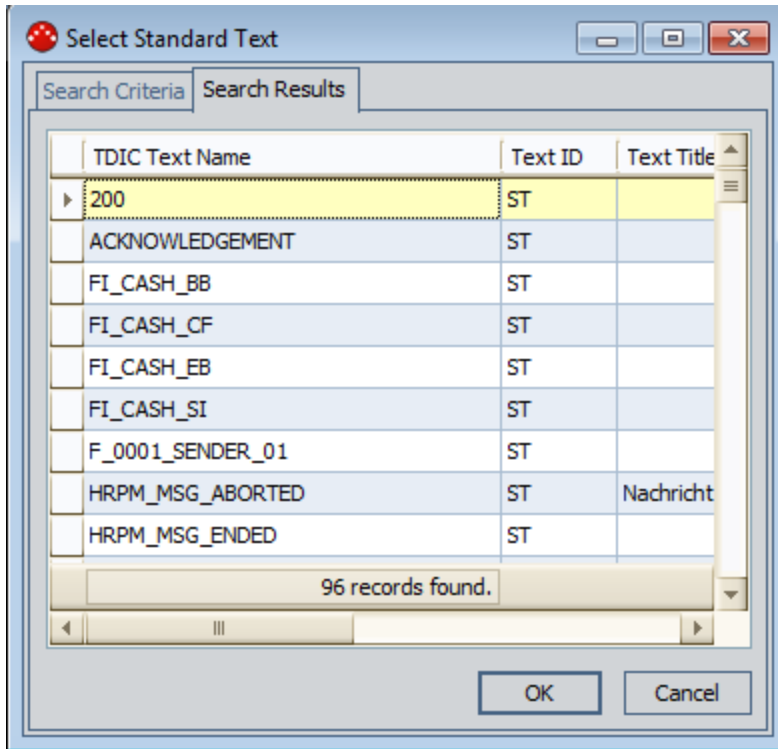 Select Standard Text
Search Criteria Search Results
TDIC Text Name Text ID Text Title
200 ST
ACKNOWLEDGEMENT ST
FI_CASH_BB ST
FI_CASH_CF ST
FI_CASH_EB ST
FI_CASH_SI ST
F_0001_SENDER_01 ST
HRPM_MSG_ABORTED ST Nachricht
HRPM_MSG_ENDED ST
96 records found.
OK Cancel